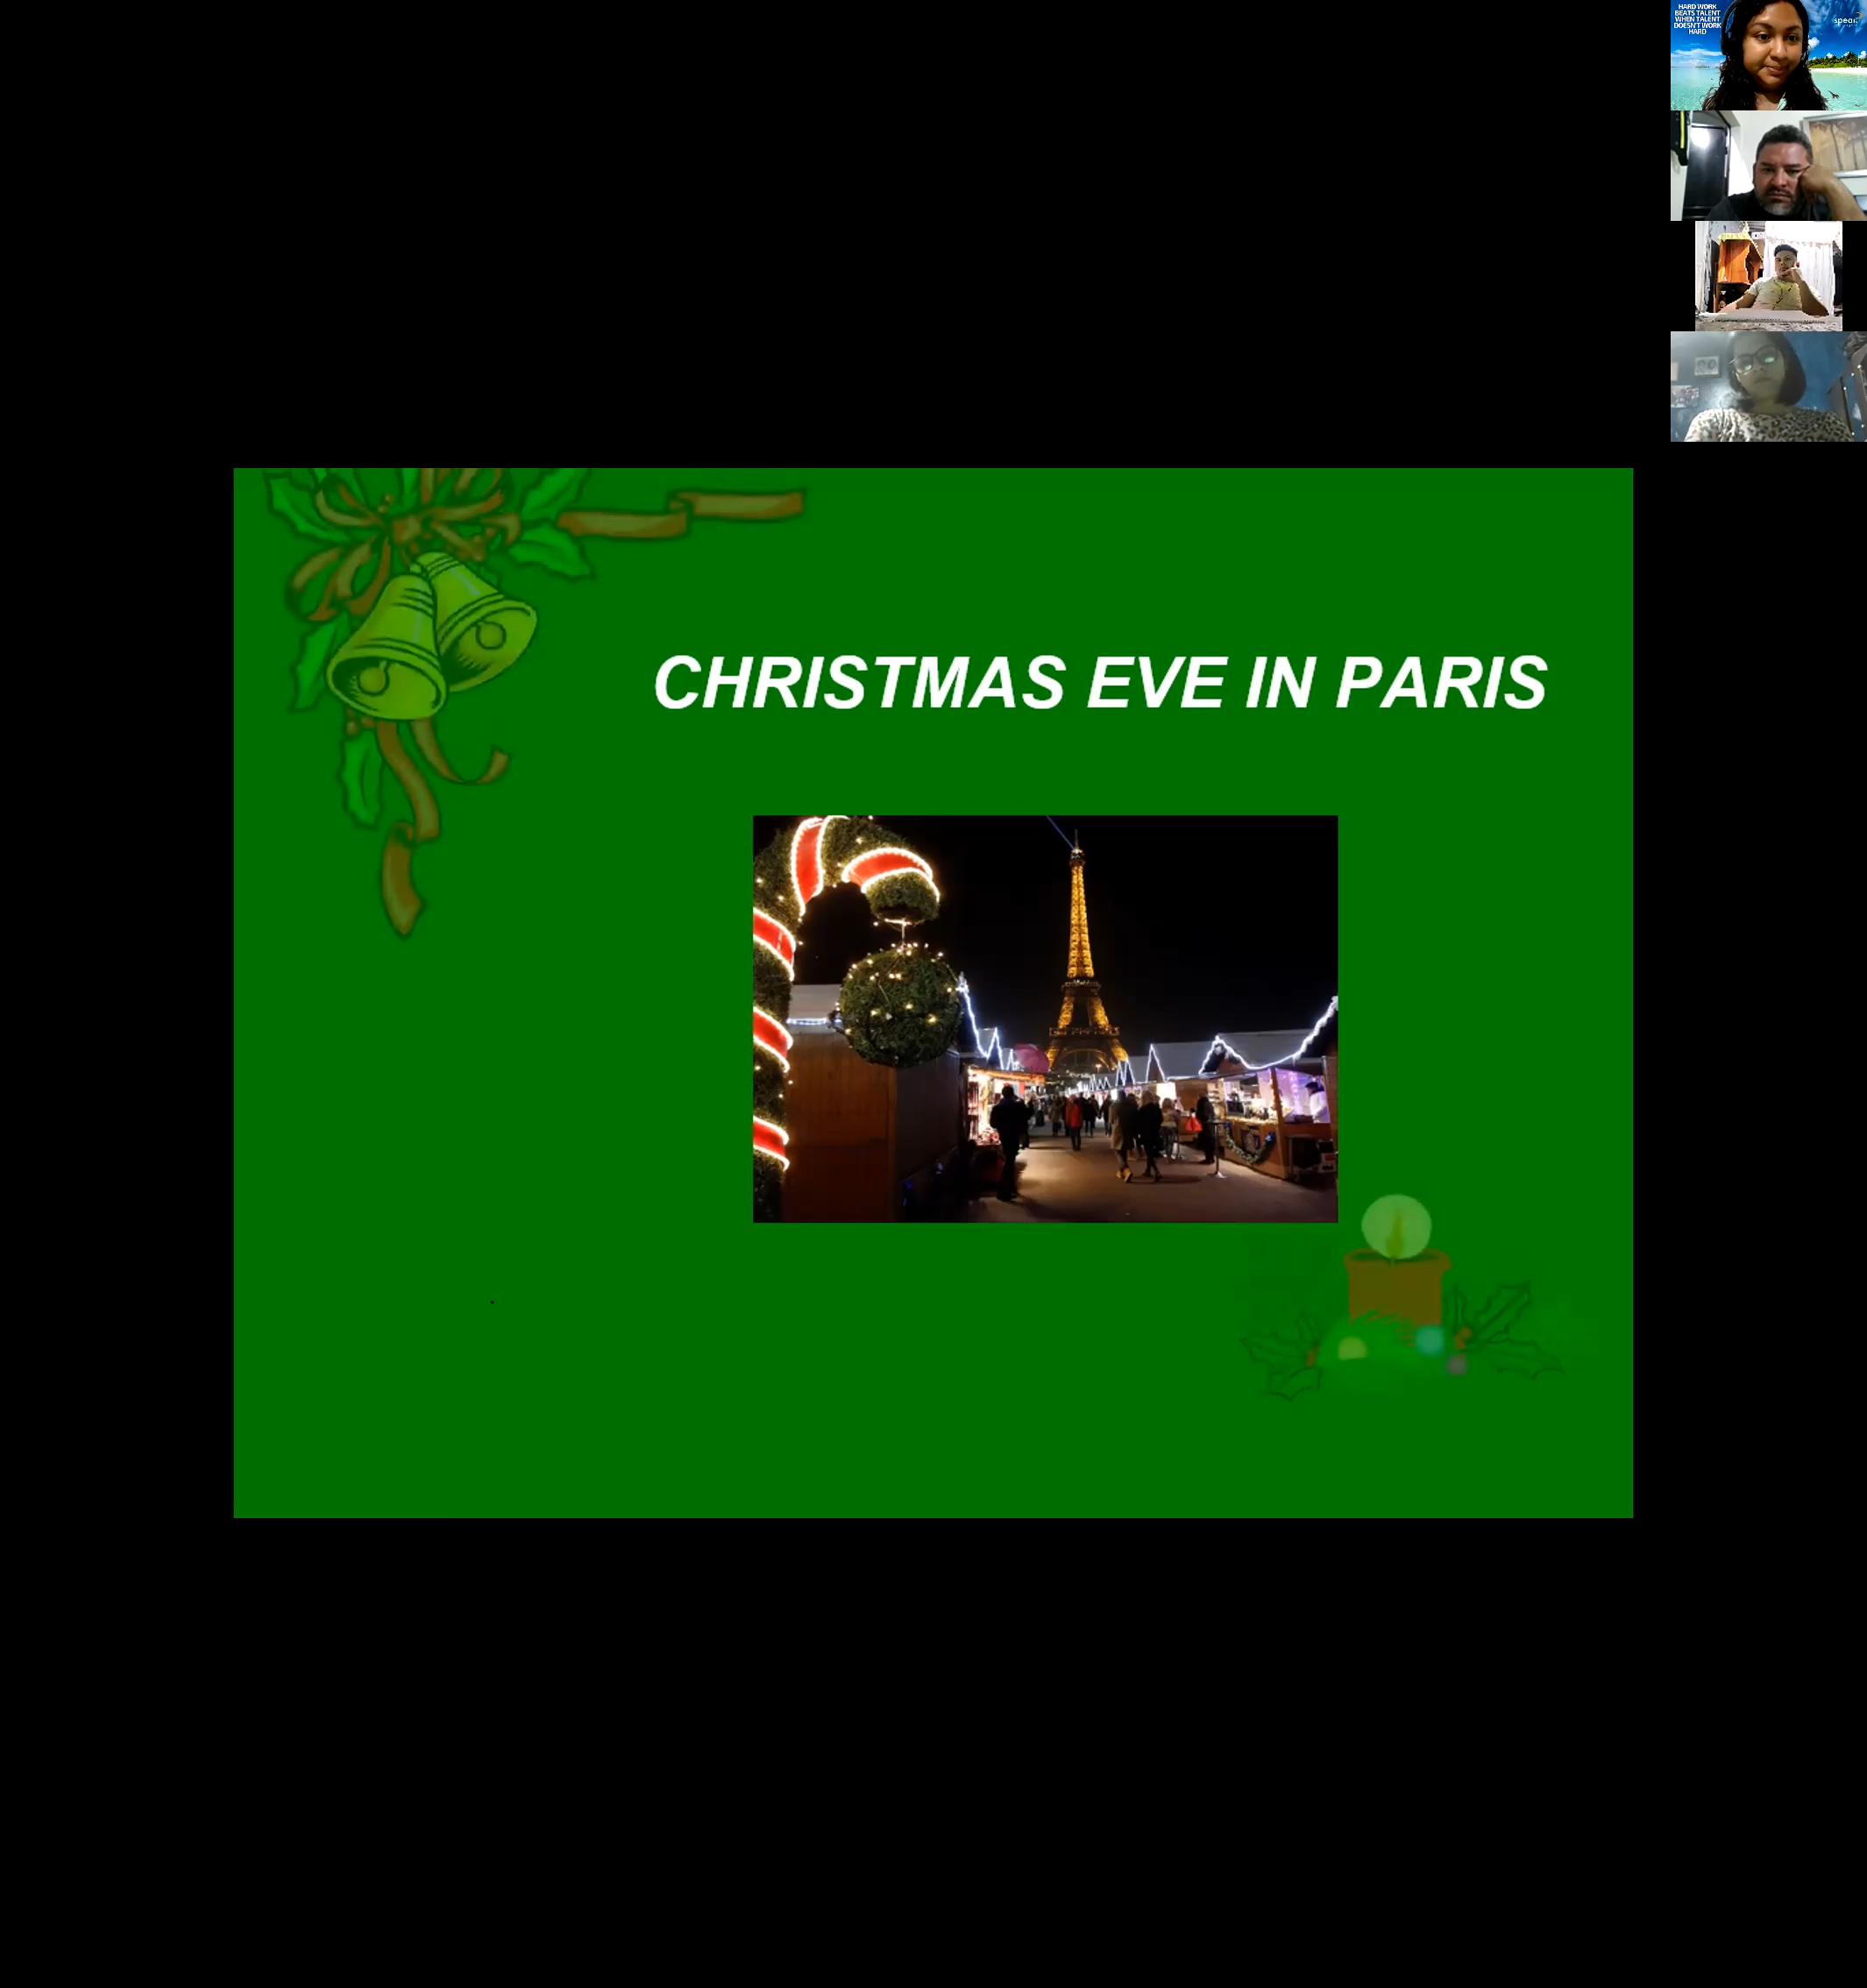 HARD WORK
BEATS TALENT
WHEN TALENT
DOESN'T WORK
HARD
CHRISTMAS EVE IN PARIS